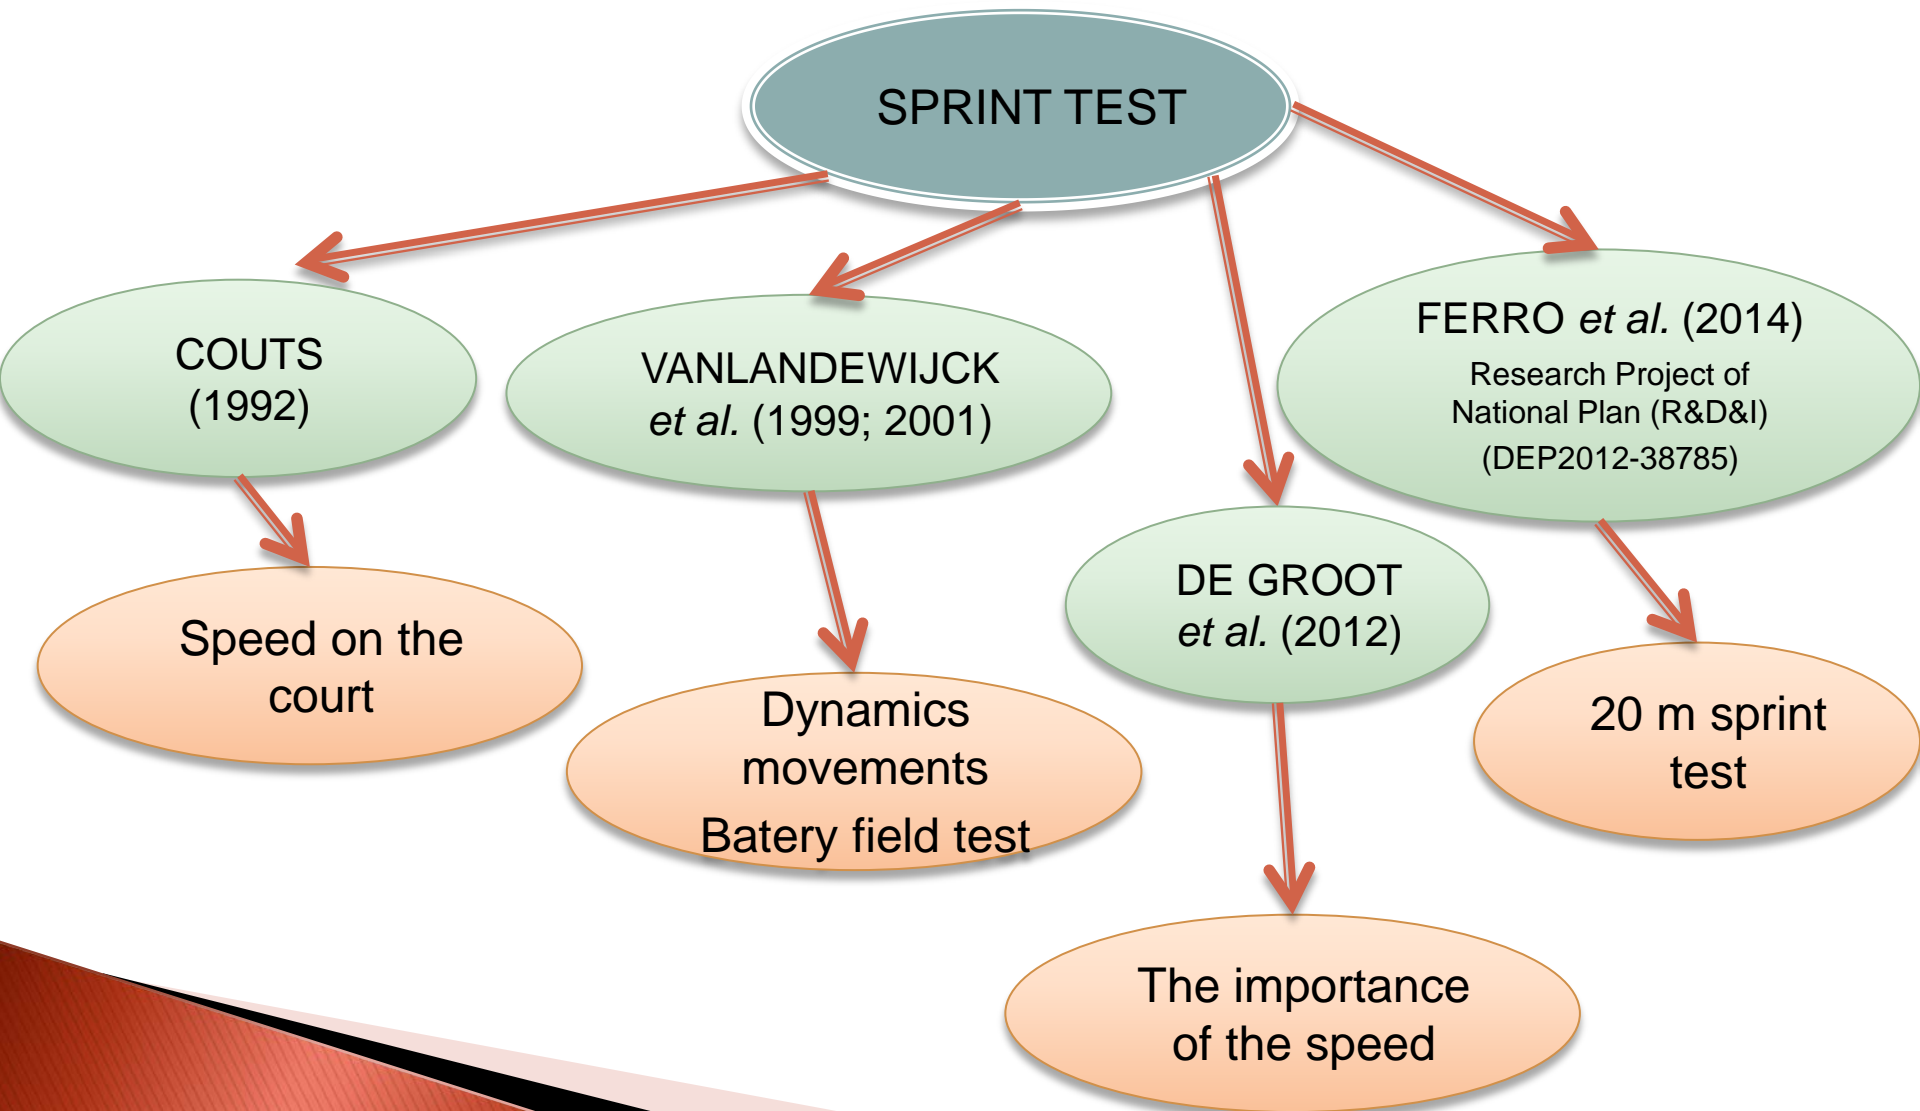 SPRINT TEST
COUTS
(1992)
VANLANDEWIJCK
et al. (1999; 2001)
FERRO et al. (2014)
Research Project of
National Plan (R&D&I)
(DEP2012-38785)
DE GROOT
et al. (2012)
Speed on the
court
Dynamics
movements
Batery field test
20 m sprint
test
The importance
of the speed